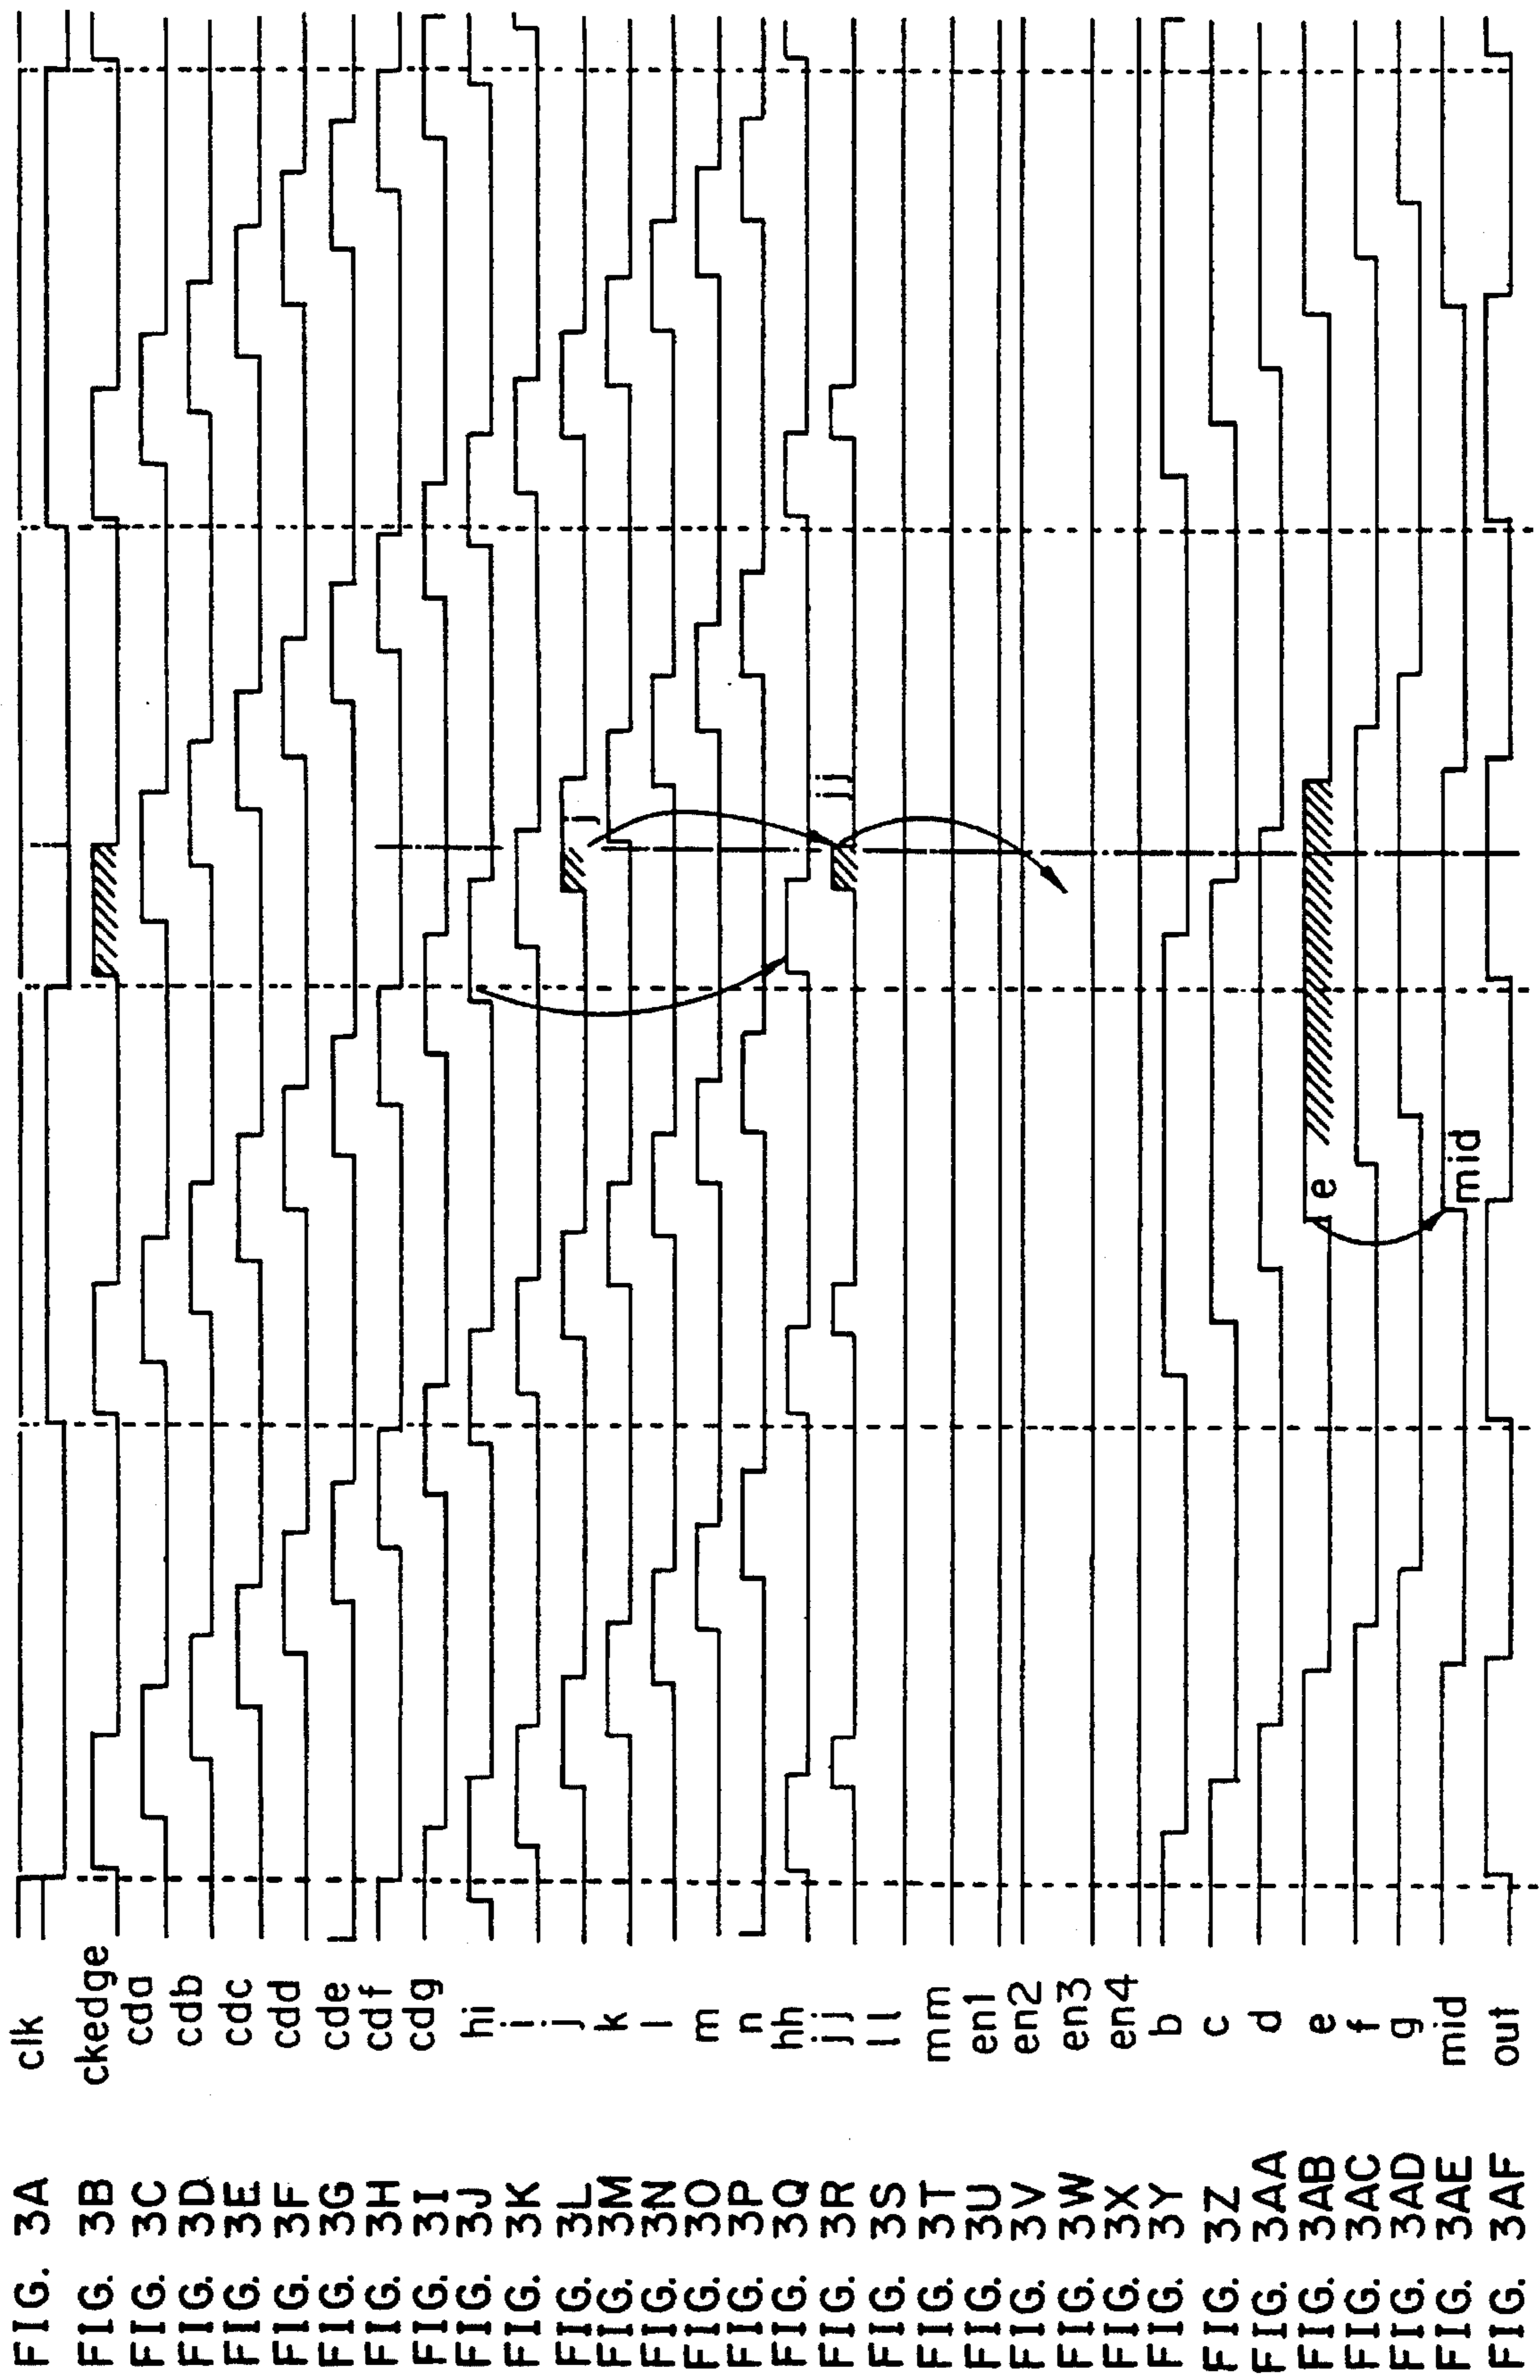 FIG. 3A clk
FIG. 3B ckedge
FIG. 3C cda
FIG. 3D cdb
FIG. 3E cdc
FIG. 3F cdd
FIG. 3G cde
FIG. 3H cdf
FIG. 3I cdg
FIG. 3J hi
FIG. 3K i
FIG. 3L j
j
FIG. 3M k
FIG. 3N l
FIG. 3O m
FIG. 3P n
FIG. 3Q hh
FIG. 3R jj
jj
FIG. 3S ll
FIG. 3T mm
FIG. 3U en1
FIG. 3V en2
FIG. 3W en3
FIG. 3X en4
FIG. 3Y b
FIG. 3Z c
FIG. 3AA d
FIG. 3AB e
e
FIG. 3AC f
FIG. 3AD g
FIG. 3AE mid
mid
FIG. 3AF out